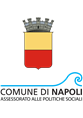 COMUNE DI NAPOLI
ASSESSORATO ALLE POLITICHE SOCIALI